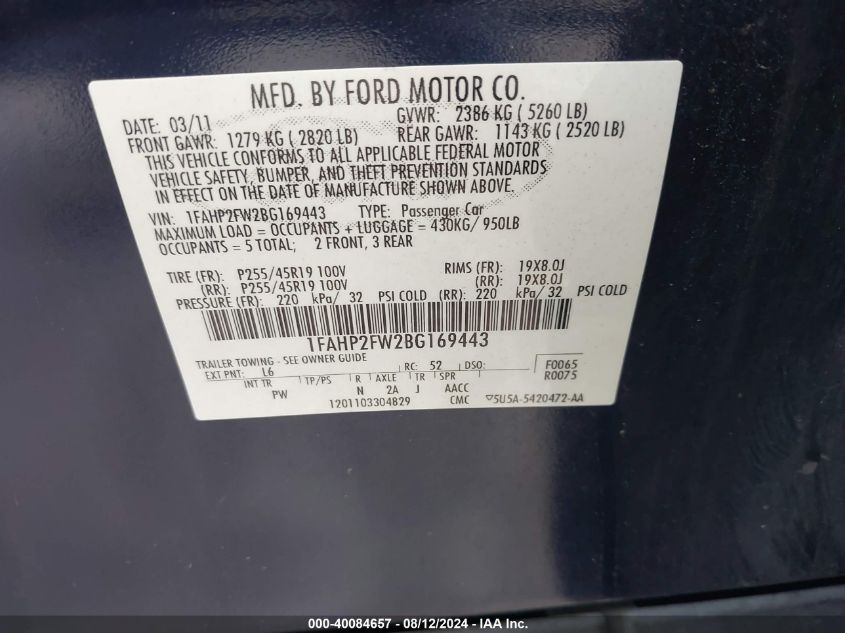 MFD. BY FORD MOTOR CO.
DATE: 03/11 GVWR: 2386 KG ( 5260 LB)
FRONT GAWR: 1279 KG ( 2820 LB) REAR GAWR: 1143 KG ( 2520 LB)
THIS VEHICLE CONFORMS TO ALL APPLICABLE FEDERAL MOTOR
VEHICLE SAFETY, BUMPER, AND THEFT PREVENTION STANDARDS
IN EFFECT ON THE DATE OF MANUFACTURE SHOWN ABOVE.
VIN: 1FAHP2FW2BG169443 TYPE: Passenger Car
MAXIMUM LOAD = OCCUPANTS + LUGGAGE = 430KG/ 950LB
OCCUPANTS = 5 TOTAL; 2 FRONT, 3 REAR
TIRE (FR): P255/45R19 100V RIMS (FR): 19X8.0J
(RR): P255/45R19 100V (RR): 19X8.0J
PRESSURE (FR): 220 kPa/ 32 PSI COLD (RR): 220 kPa/ 32 PSI COLD
1FAHP2FW2BG169443
TRAILER TOWING - SEE OWNER GUIDE
EXT PNT: L6 RC: 52 DSO: F0065
INT TR TP/PS R AXLE TR SPR R0075
PW N 2A J AACC
1201103304829 CMC ▽5U5A-5420472-AA
000-40084657 - 08/12/2024 - IAA Inc.